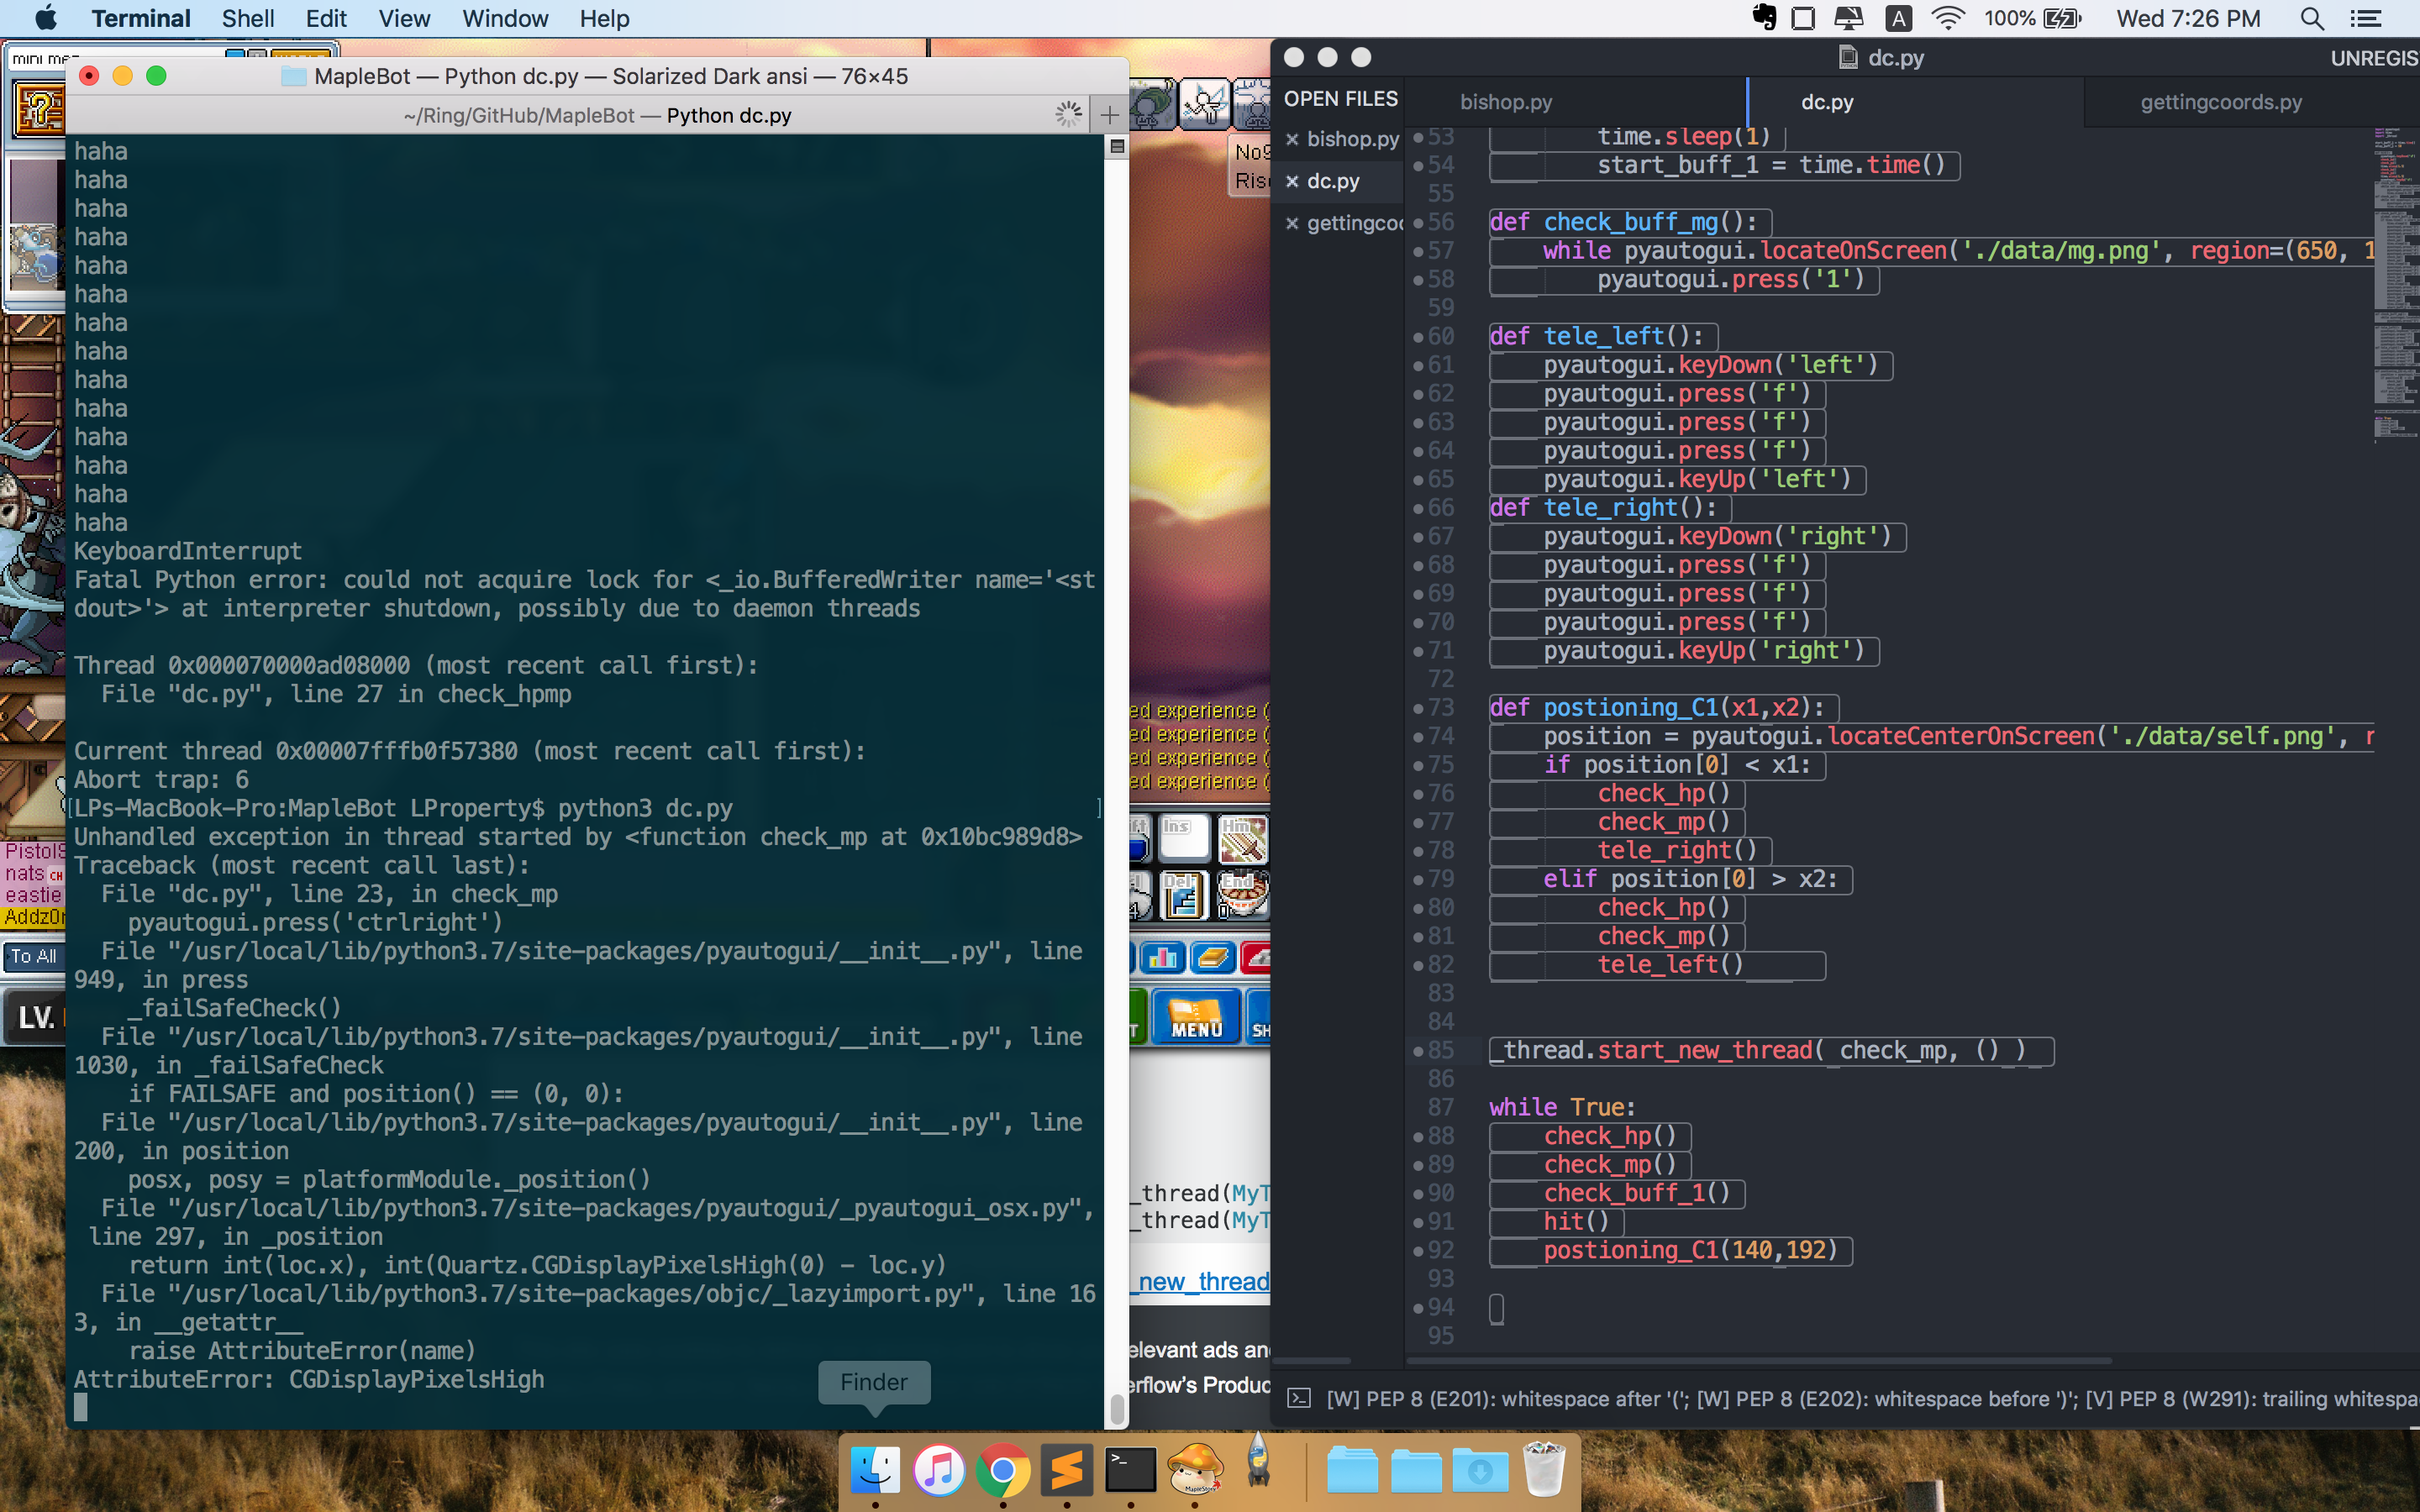 Terminal Shell Edit View Window Help
A 100% Wed 7:26 PM
MapleBot — Python dc.py — Solarized Dark ansi — 76×45
~/Ring/GitHub/MapleBot — Python dc.py
haha
haha
haha
haha
haha
haha
haha
haha
haha
haha
haha
haha
haha
haha
KeyboardInterrupt
Fatal Python error: could not acquire lock for <_io.BufferedWriter name='<st
dout>'> at interpreter shutdown, possibly due to daemon threads
Thread 0x000070000ad08000 (most recent call first):
  File "dc.py", line 27 in check_hpmp
Current thread 0x00007fffb0f57380 (most recent call first):
Abort trap: 6
[LPs-MacBook-Pro:MapleBot LProperty$ python3 dc.py ]
Unhandled exception in thread started by <function check_mp at 0x10bc989d8>
Traceback (most recent call last):
  File "dc.py", line 23, in check_mp
    pyautogui.press('ctrlright')
  File "/usr/local/lib/python3.7/site-packages/pyautogui/__init__.py", line
949, in press
    _failSafeCheck()
  File "/usr/local/lib/python3.7/site-packages/pyautogui/__init__.py", line
1030, in _failSafeCheck
    if FAILSAFE and position() == (0, 0):
  File "/usr/local/lib/python3.7/site-packages/pyautogui/__init__.py", line
200, in position
    posx, posy = platformModule._position()
  File "/usr/local/lib/python3.7/site-packages/pyautogui/_pyautogui_osx.py",
 line 297, in _position
    return int(loc.x), int(Quartz.CGDisplayPixelsHigh(0) - loc.y)
  File "/usr/local/lib/python3.7/site-packages/objc/_lazyimport.py", line 16
3, in __getattr__
    raise AttributeError(name)
AttributeError: CGDisplayPixelsHigh
Finder
PistolS
nats CH
eastie
To All
LV.
ed experience (
ed experience (
ed experience (
ed experience (
Ins Hm
Del End
MENU SH
_thread(MyT
_thread(MyT
_new_thread
elevant ads an
erflow's Produc
dc.py
UNREGIS
OPEN FILES
× bishop.py
× dc.py
× gettingcoo
bishop.py dc.py gettingcoords.py
53 time.sleep(1)
54 start_buff_1 = time.time()
55
56 def check_buff_mg():
57 while pyautogui.locateOnScreen('./data/mg.png', region=(650, 1
58 pyautogui.press('1')
59
60 def tele_left():
61 pyautogui.keyDown('left')
62 pyautogui.press('f')
63 pyautogui.press('f')
64 pyautogui.press('f')
65 pyautogui.keyUp('left')
66 def tele_right():
67 pyautogui.keyDown('right')
68 pyautogui.press('f')
69 pyautogui.press('f')
70 pyautogui.press('f')
71 pyautogui.keyUp('right')
72
73 def postioning_C1(x1,x2):
74 position = pyautogui.locateCenterOnScreen('./data/self.png', r
75 if position[0] < x1:
76 check_hp()
77 check_mp()
78 tele_right()
79 elif position[0] > x2:
80 check_hp()
81 check_mp()
82 tele_left()
83
84
85 _thread.start_new_thread( check_mp, () )
86
87 while True:
88 check_hp()
89 check_mp()
90 check_buff_1()
91 hit()
92 postioning_C1(140,192)
93
94
95
[W] PEP 8 (E201): whitespace after '('; [W] PEP 8 (E202): whitespace before ')'; [V] PEP 8 (W291): trailing whitespa